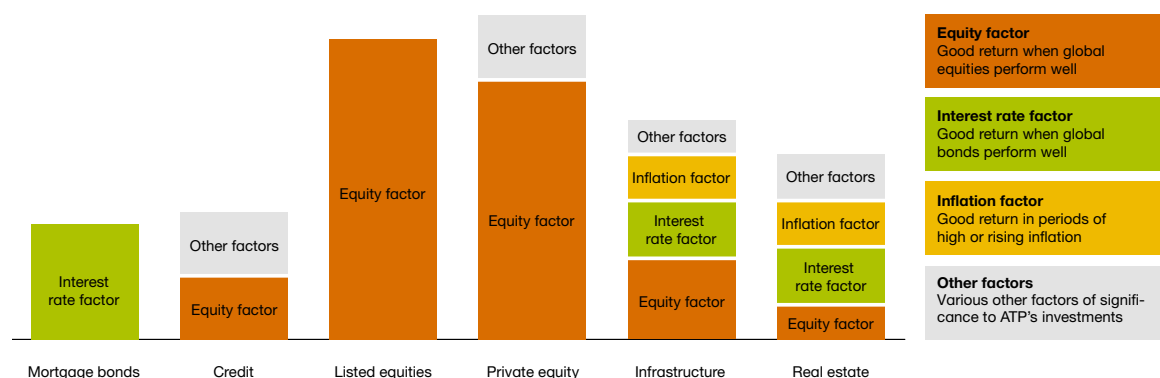 Interest
rate factor
Mortgage bonds
Other factors
Equity factor
Credit
Equity factor
Listed equities
Other factors
Equity factor
Private equity
Other factors
Inflation factor
Interest
rate factor
Equity factor
Infrastructure
Other factors
Inflation factor
Interest
rate factor
Equity factor
Real estate
Equity factor
Good return when global
equities perform well
Interest rate factor
Good return when global
bonds perform well
Inflation factor
Good return in periods of
high or rising inflation
Other factors
Various other factors of signifi-
cance to ATP's investments